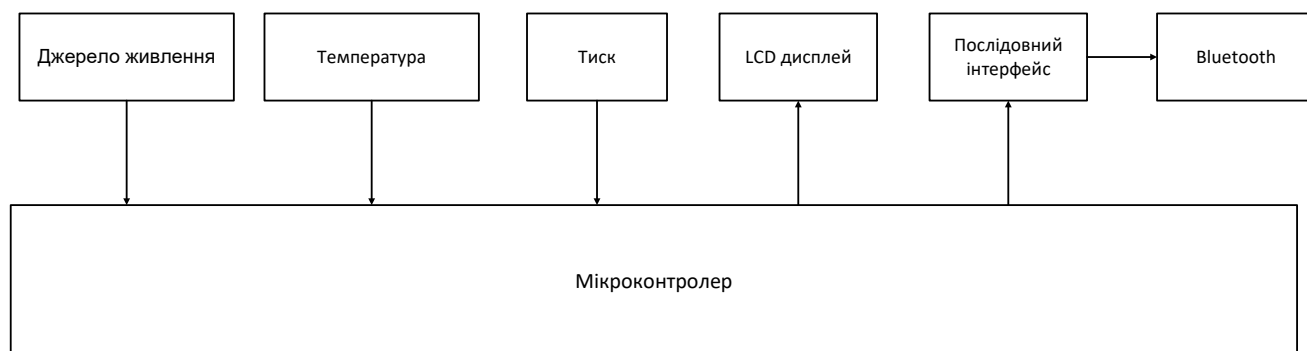 Джерело живлення
Температура
Тиск
LCD дисплей
Послідовний
інтерфейс
Bluetooth
Мікроконтролер